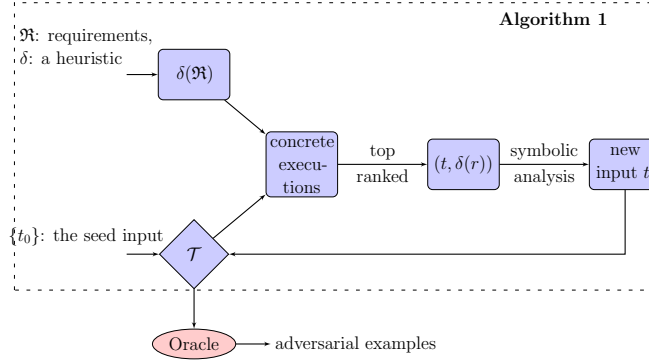 Algorithm 1
ℜ: requirements,
δ: a heuristic
δ(ℜ)
concrete
execu-
tions
top
ranked
(t, δ(r))
symbolic
analysis
new
input t
{t₀}: the seed input
𝒯
Oracle
adversarial examples